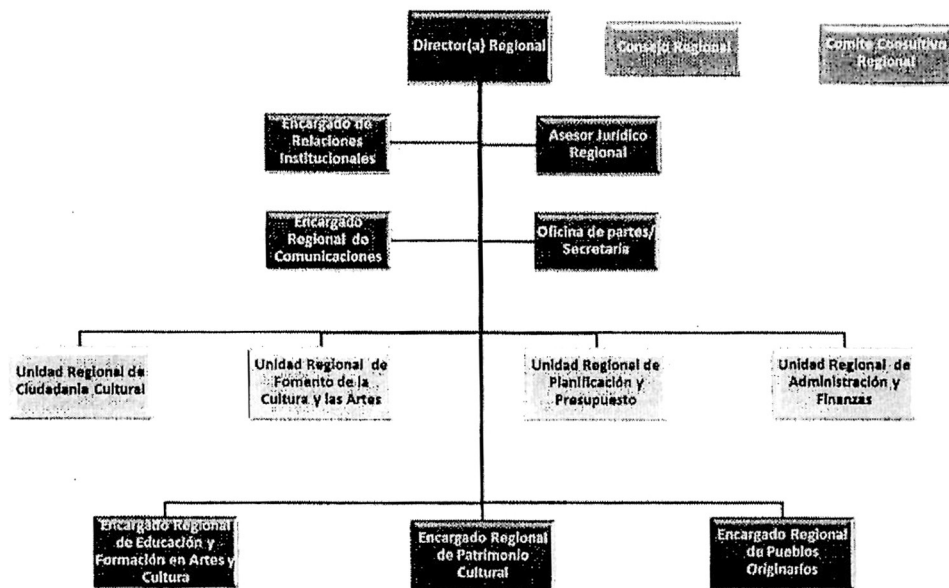 Director(a) Regional
Consejo Regional
Comite Consultivo
Regional
Encargado de
Relaciones
Institucionales
Asesor Jurídico
Regional
Encargado
Regional de
Comunicaciones
Oficina de partes/
Secretaría
Unidad Regional de
Ciudadanía Cultural
Unidad Regional de
Fomento de la
Cultura y las Artes
Unidad Regional de
Planificación y
Presupuesto
Unidad Regional de
Administración y
Finanzas
Encargado Regional
de Educación y
Formación en Artes y
Cultura
Encargado Regional
de Patrimonio
Cultural
Encargado Regional
de Pueblos
Originarios